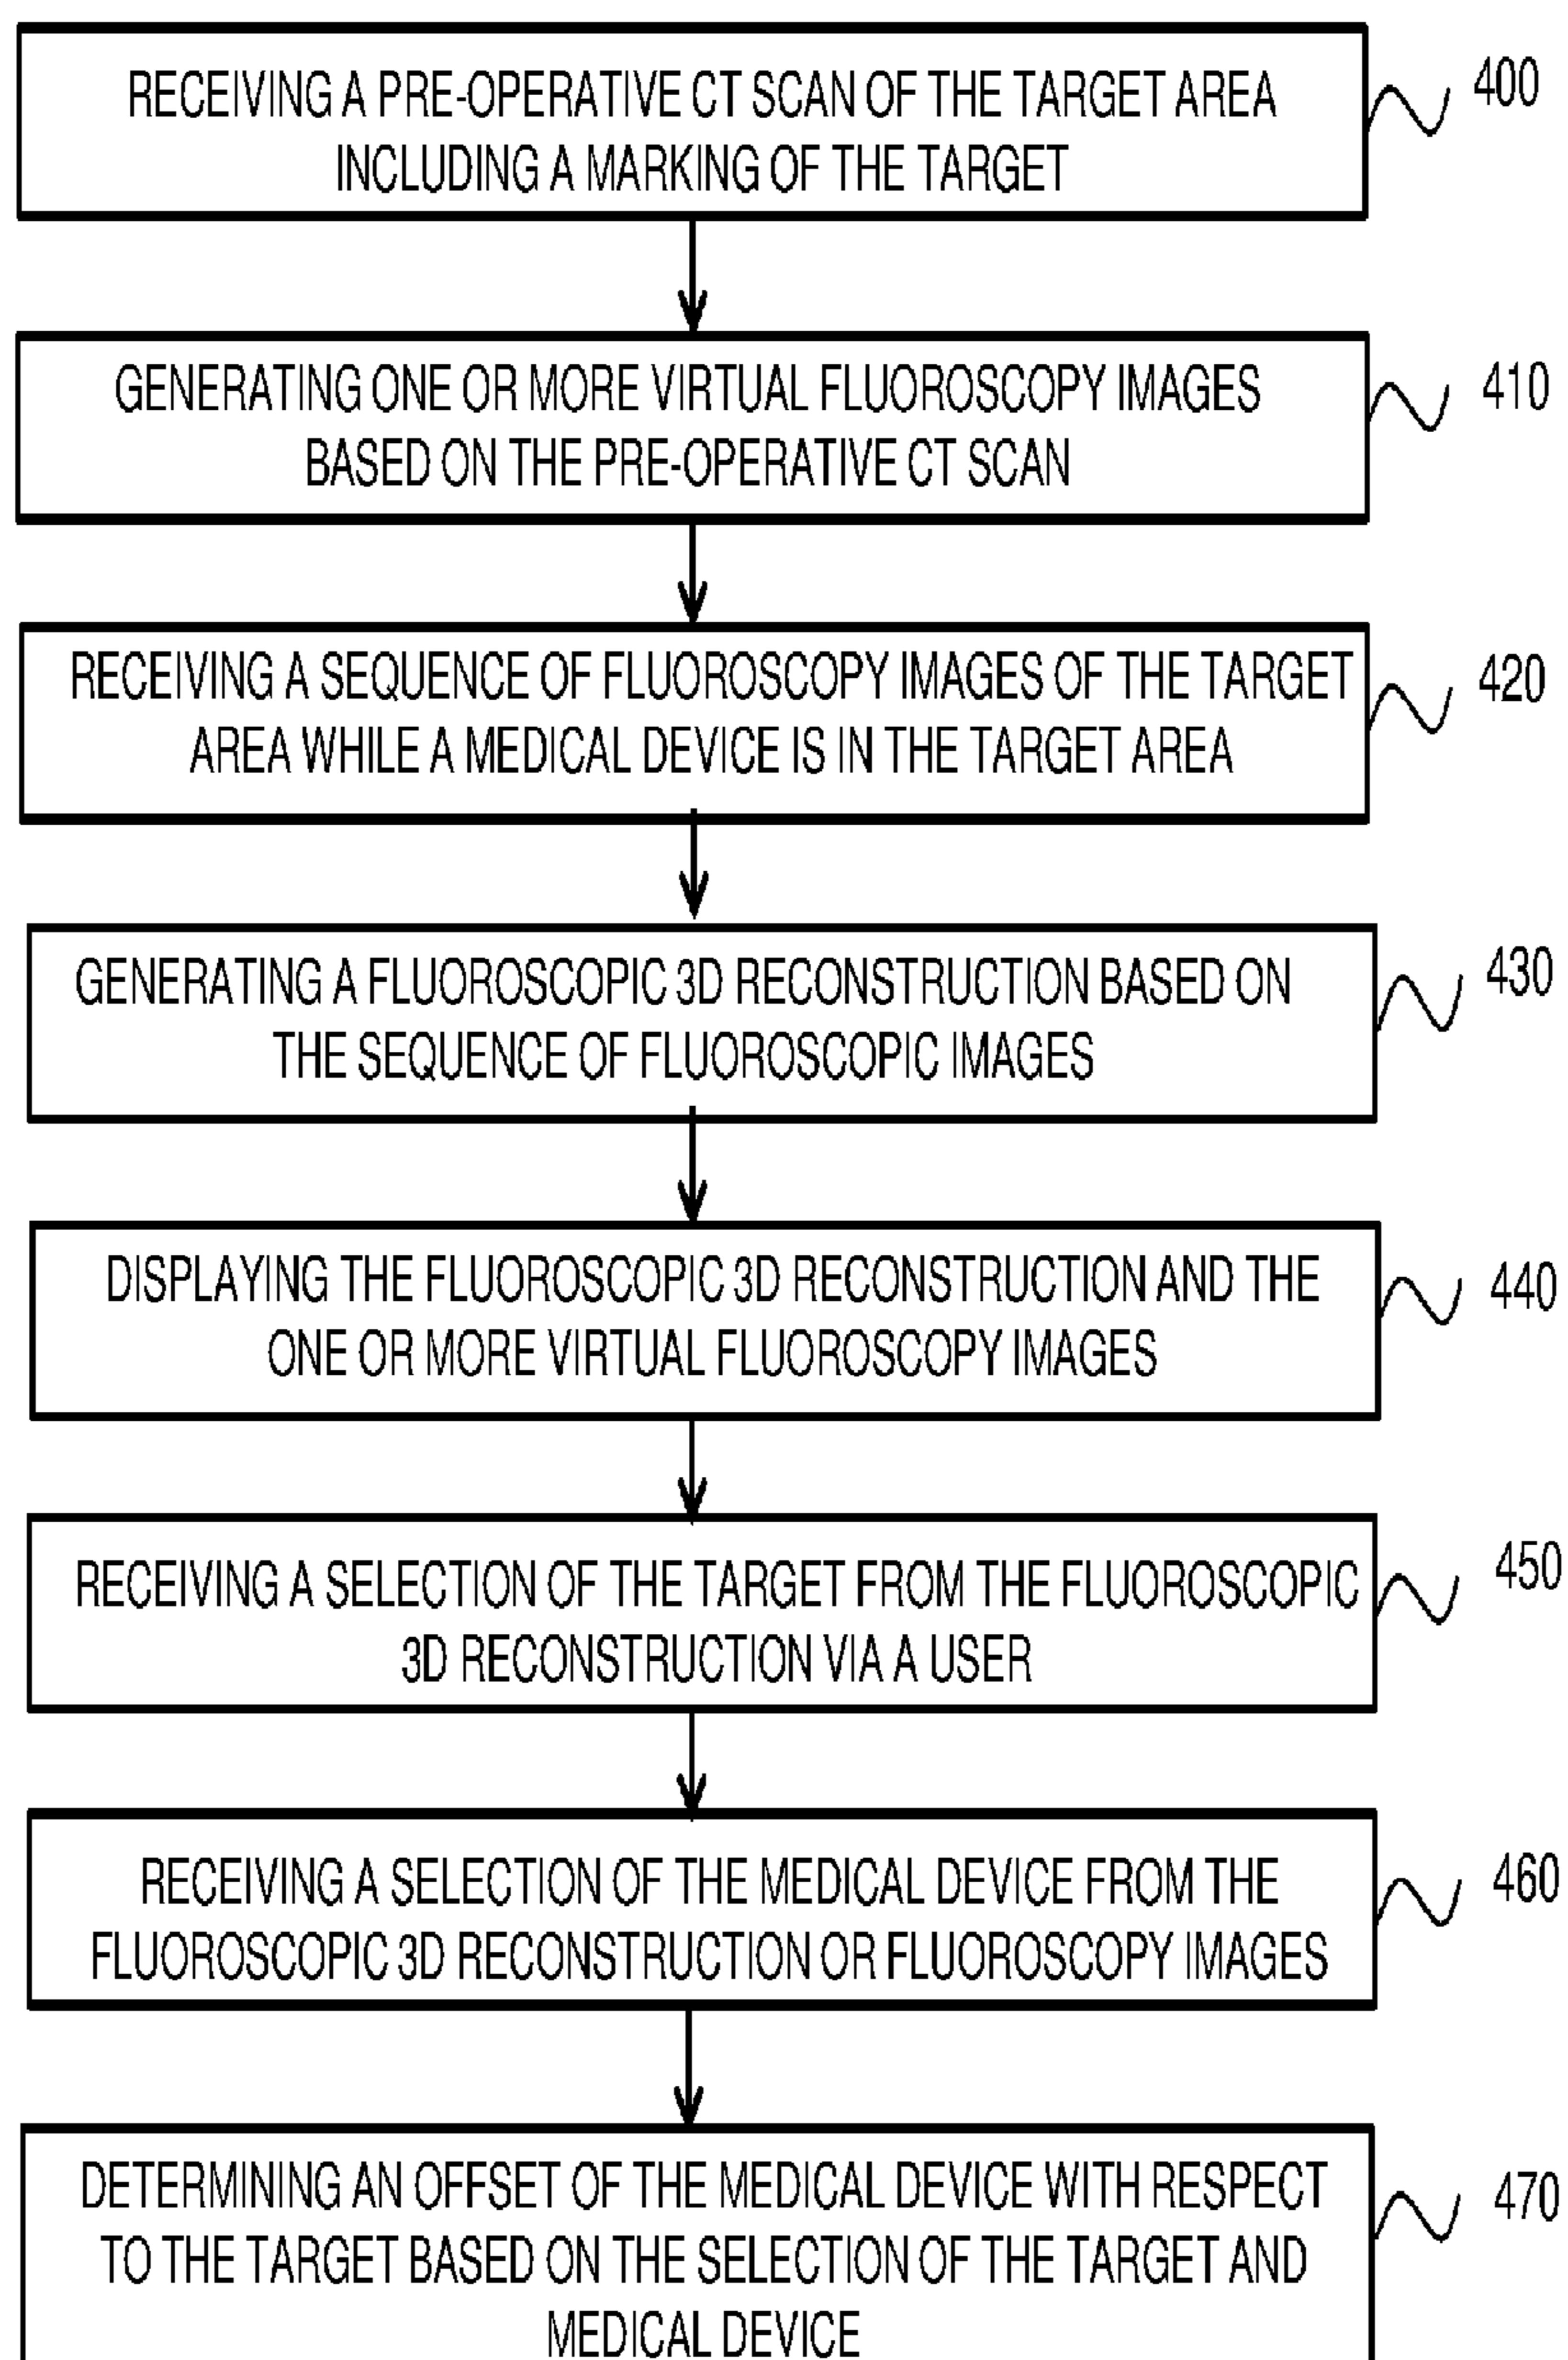 RECEIVING A PRE-OPERATIVE CT SCAN OF THE TARGET AREA
INCLUDING A MARKING OF THE TARGET
400
GENERATING ONE OR MORE VIRTUAL FLUOROSCOPY IMAGES
BASED ON THE PRE-OPERATIVE CT SCAN
410
RECEIVING A SEQUENCE OF FLUOROSCOPY IMAGES OF THE TARGET
AREA WHILE A MEDICAL DEVICE IS IN THE TARGET AREA
420
GENERATING A FLUOROSCOPIC 3D RECONSTRUCTION BASED ON
THE SEQUENCE OF FLUOROSCOPIC IMAGES
430
DISPLAYING THE FLUOROSCOPIC 3D RECONSTRUCTION AND THE
ONE OR MORE VIRTUAL FLUOROSCOPY IMAGES
440
RECEIVING A SELECTION OF THE TARGET FROM THE FLUOROSCOPIC
3D RECONSTRUCTION VIA A USER
450
RECEIVING A SELECTION OF THE MEDICAL DEVICE FROM THE
FLUOROSCOPIC 3D RECONSTRUCTION OR FLUOROSCOPY IMAGES
460
DETERMINING AN OFFSET OF THE MEDICAL DEVICE WITH RESPECT
TO THE TARGET BASED ON THE SELECTION OF THE TARGET AND
MEDICAL DEVICE
470